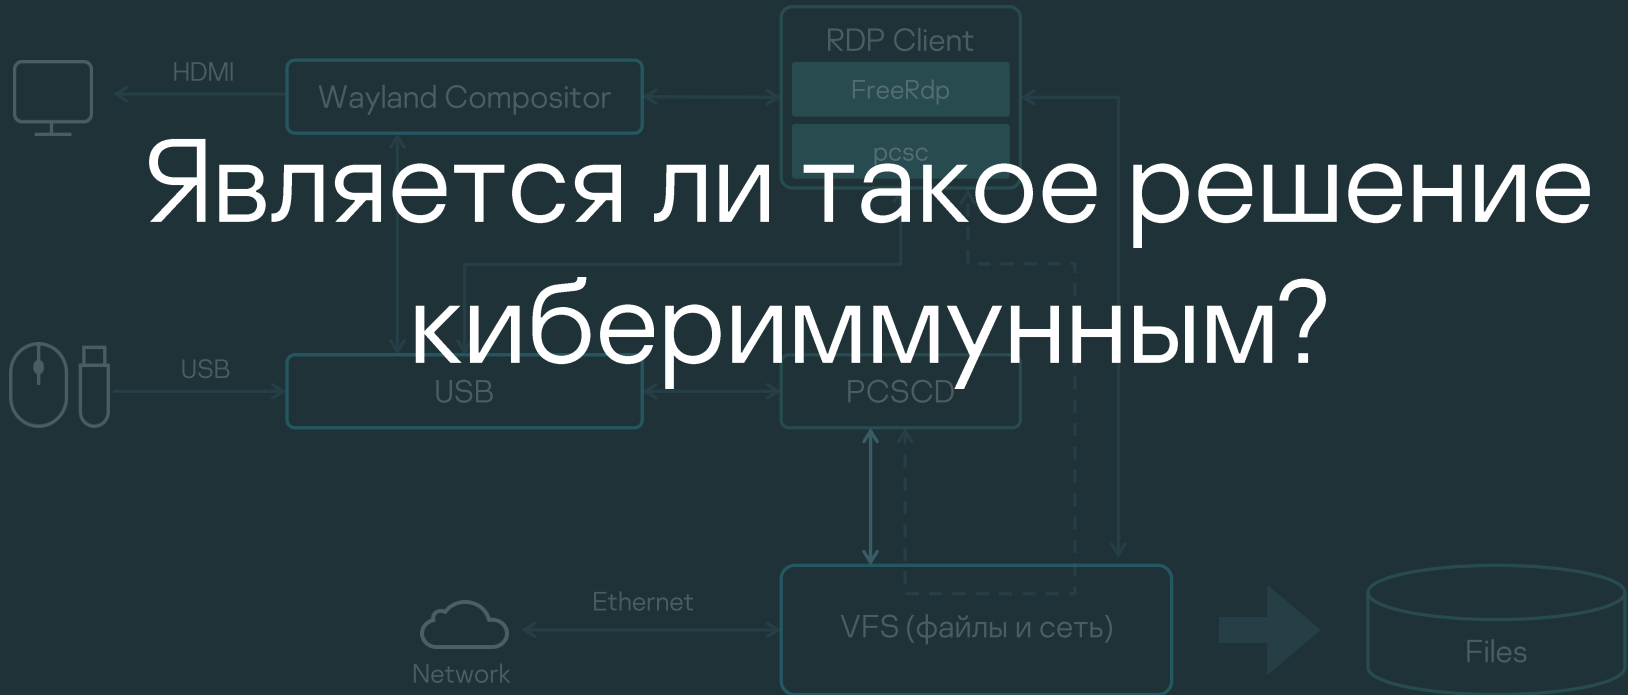 RDP Client
HDMI
FreeRdp
Wayland Compositor
pcsc
Является ли такое решение
кибериммунным?
USB
USB
PCSCD
Ethernet
VFS (файлы и сеть)
Files
Network